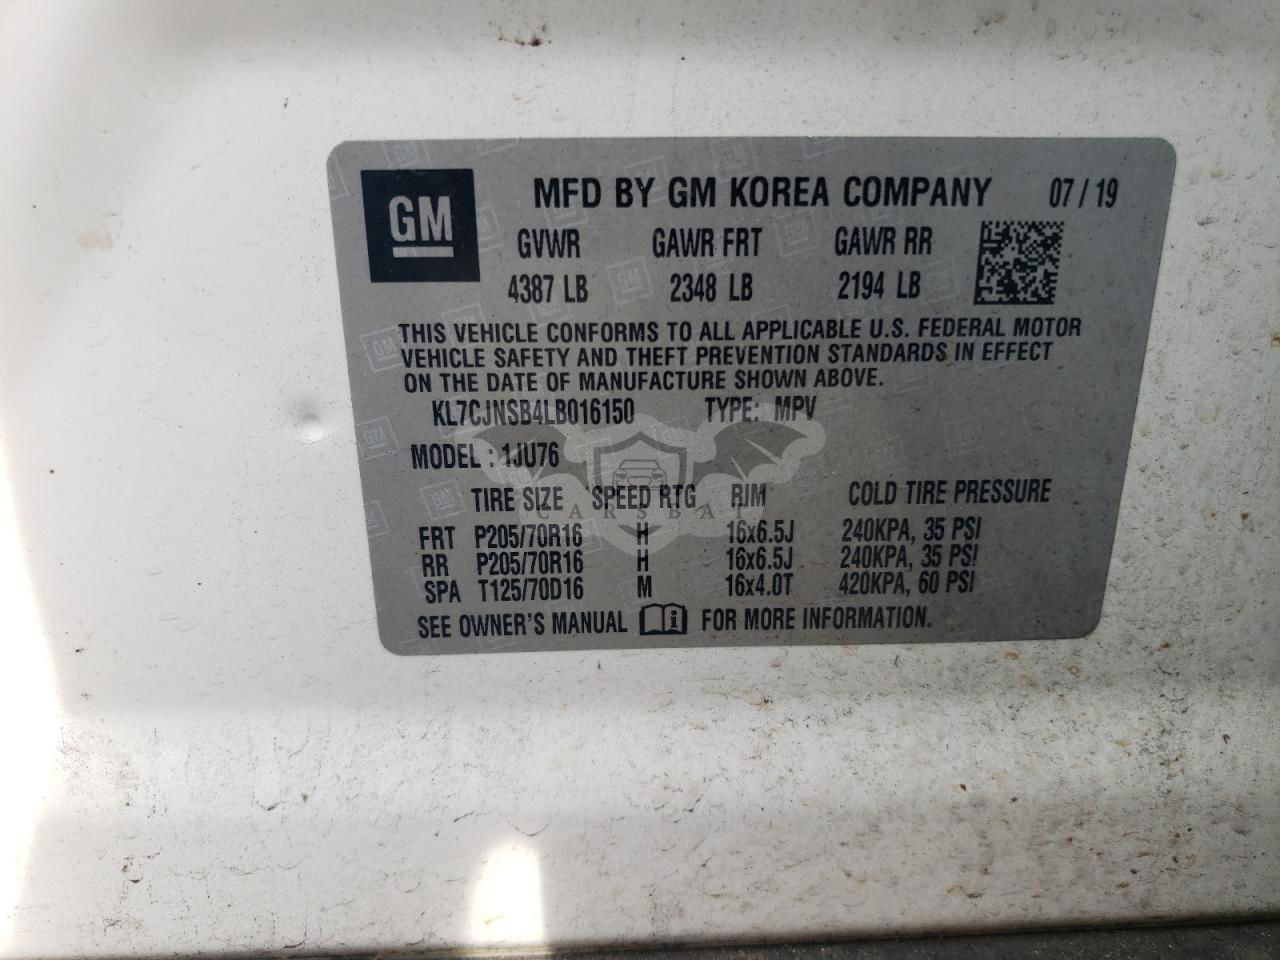 GM
MFD BY GM KOREA COMPANY 07 / 19
GVWR GAWR FRT GAWR RR
4387 LB 2348 LB 2194 LB
THIS VEHICLE CONFORMS TO ALL APPLICABLE U.S. FEDERAL MOTOR
VEHICLE SAFETY AND THEFT PREVENTION STANDARDS IN EFFECT
ON THE DATE OF MANUFACTURE SHOWN ABOVE.
KL7CJNSB4LB016150 TYPE: MPV
MODEL : 1JU76
TIRE SIZE SPEED RTG RIM COLD TIRE PRESSURE
CARSBAT
FRT P205/70R16 H 16x6.5J 240KPA, 35 PSI
RR P205/70R16 H 16x6.5J 240KPA, 35 PSI
SPA T125/70D16 M 16x4.0T 420KPA, 60 PSI
SEE OWNER'S MANUAL FOR MORE INFORMATION.